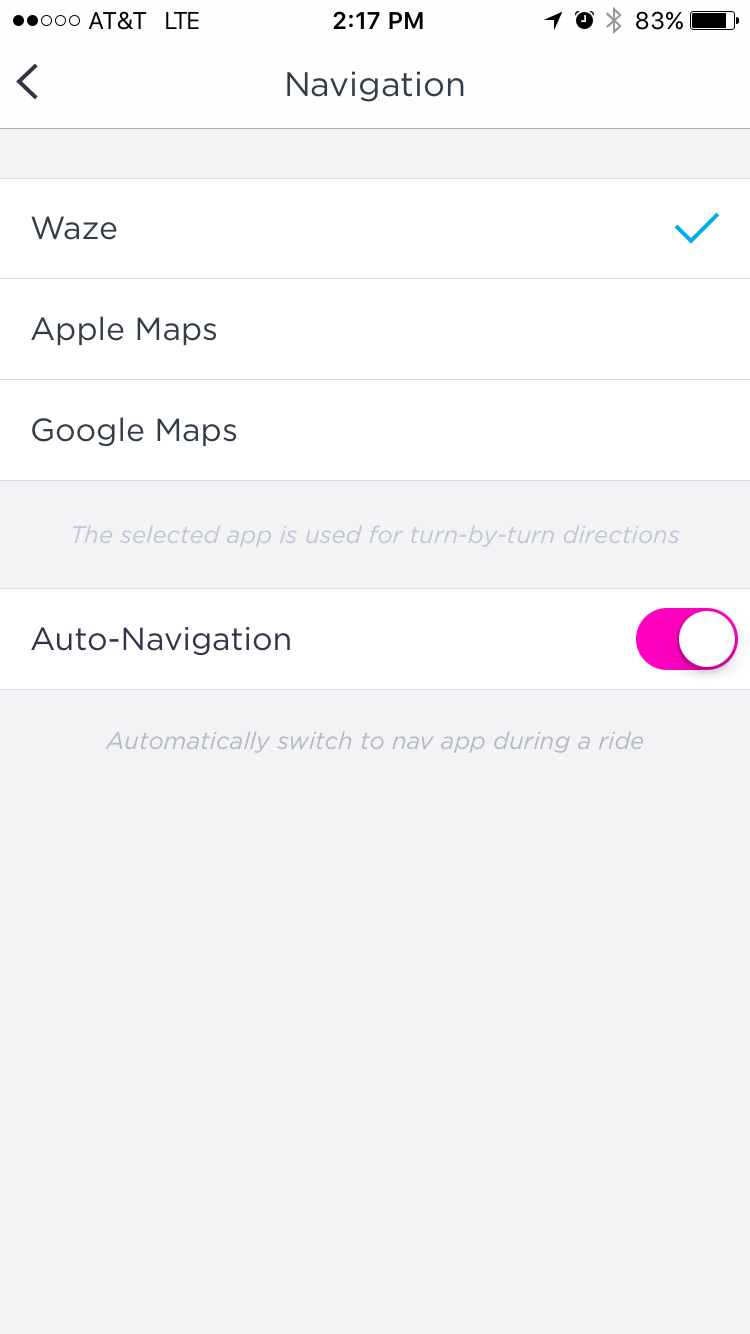 AT&T LTE 2:17 PM 83%
Navigation
Waze
Apple Maps
Google Maps
The selected app is used for turn-by-turn directions
Auto-Navigation
Automatically switch to nav app during a ride